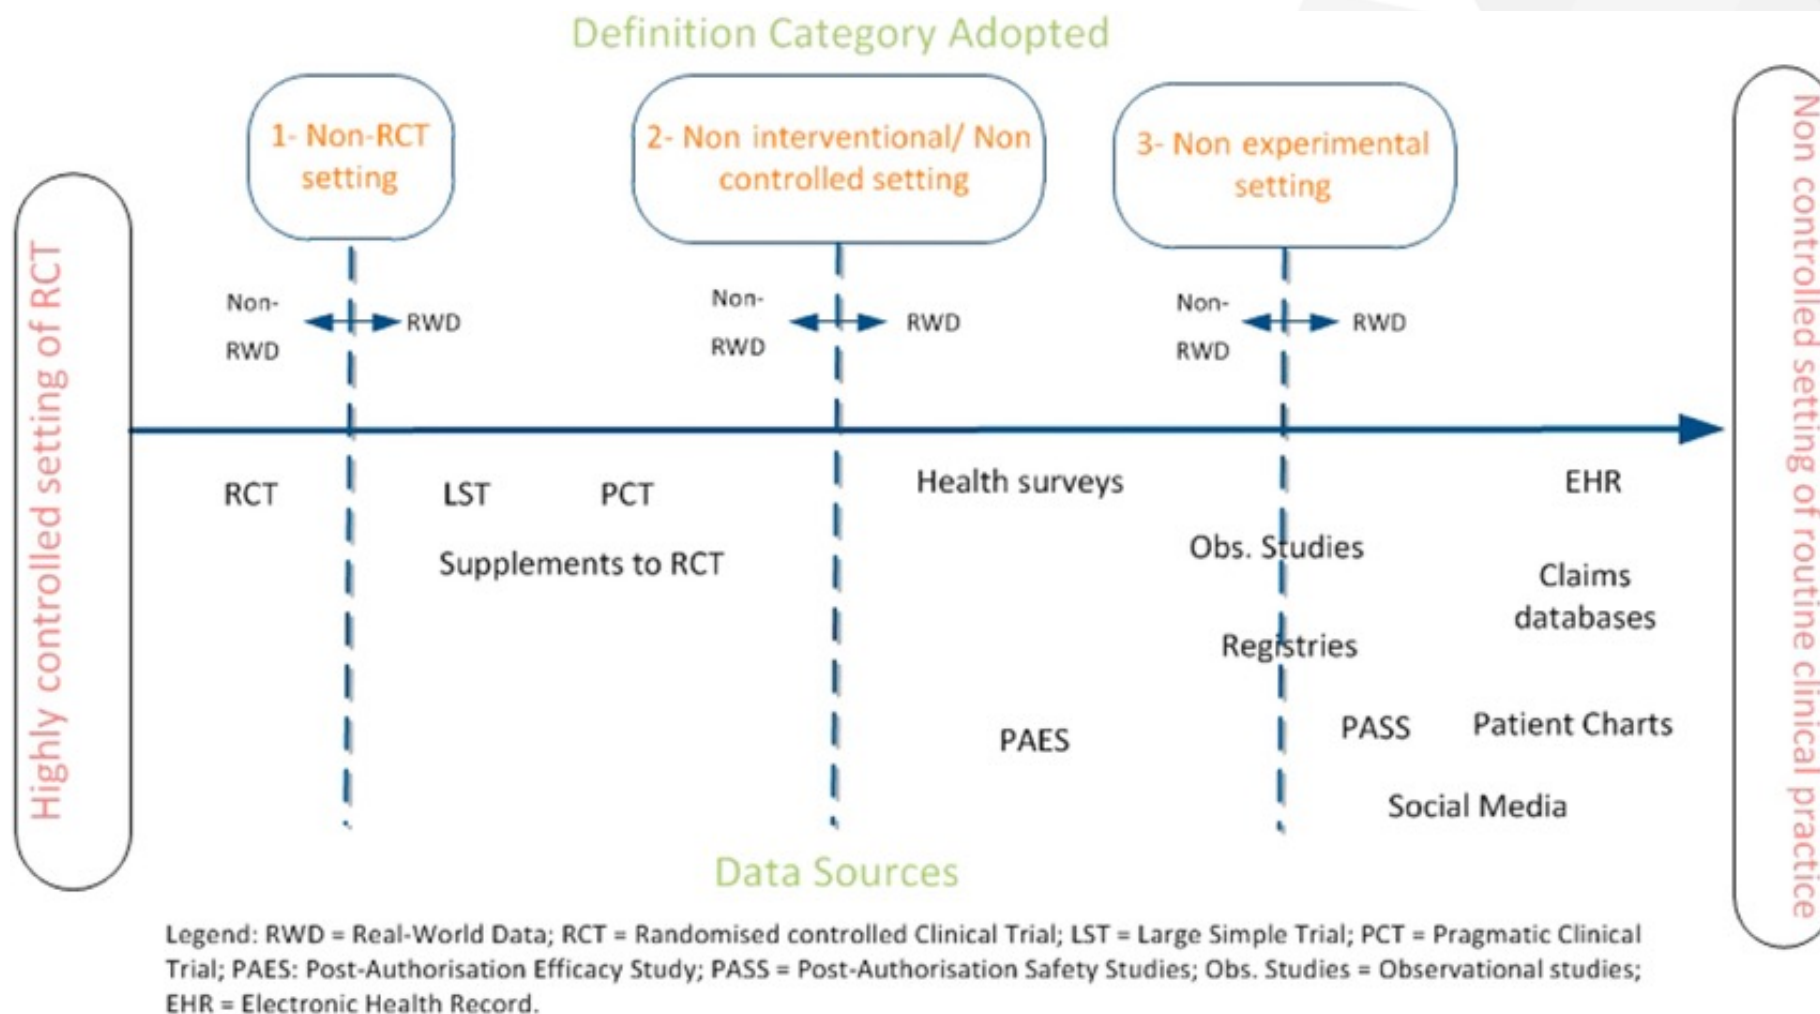 Definition Category Adopted
1- Non-RCT
setting
2- Non interventional/ Non
controlled setting
3- Non experimental
setting
Highly controlled setting of RCT
Non controlled setting of routine clinical practice
Non-
RWD
RWD
Non-
RWD
RWD
Non-
RWD
RWD
RCT
LST
PCT
Supplements to RCT
Health surveys
Obs. Studies
Registries
PAES
EHR
Claims
databases
PASS
Patient Charts
Social Media
Data Sources
Legend: RWD = Real-World Data; RCT = Randomised controlled Clinical Trial; LST = Large Simple Trial; PCT = Pragmatic Clinical
Trial; PAES: Post-Authorisation Efficacy Study; PASS = Post-Authorisation Safety Studies; Obs. Studies = Observational studies;
EHR = Electronic Health Record.